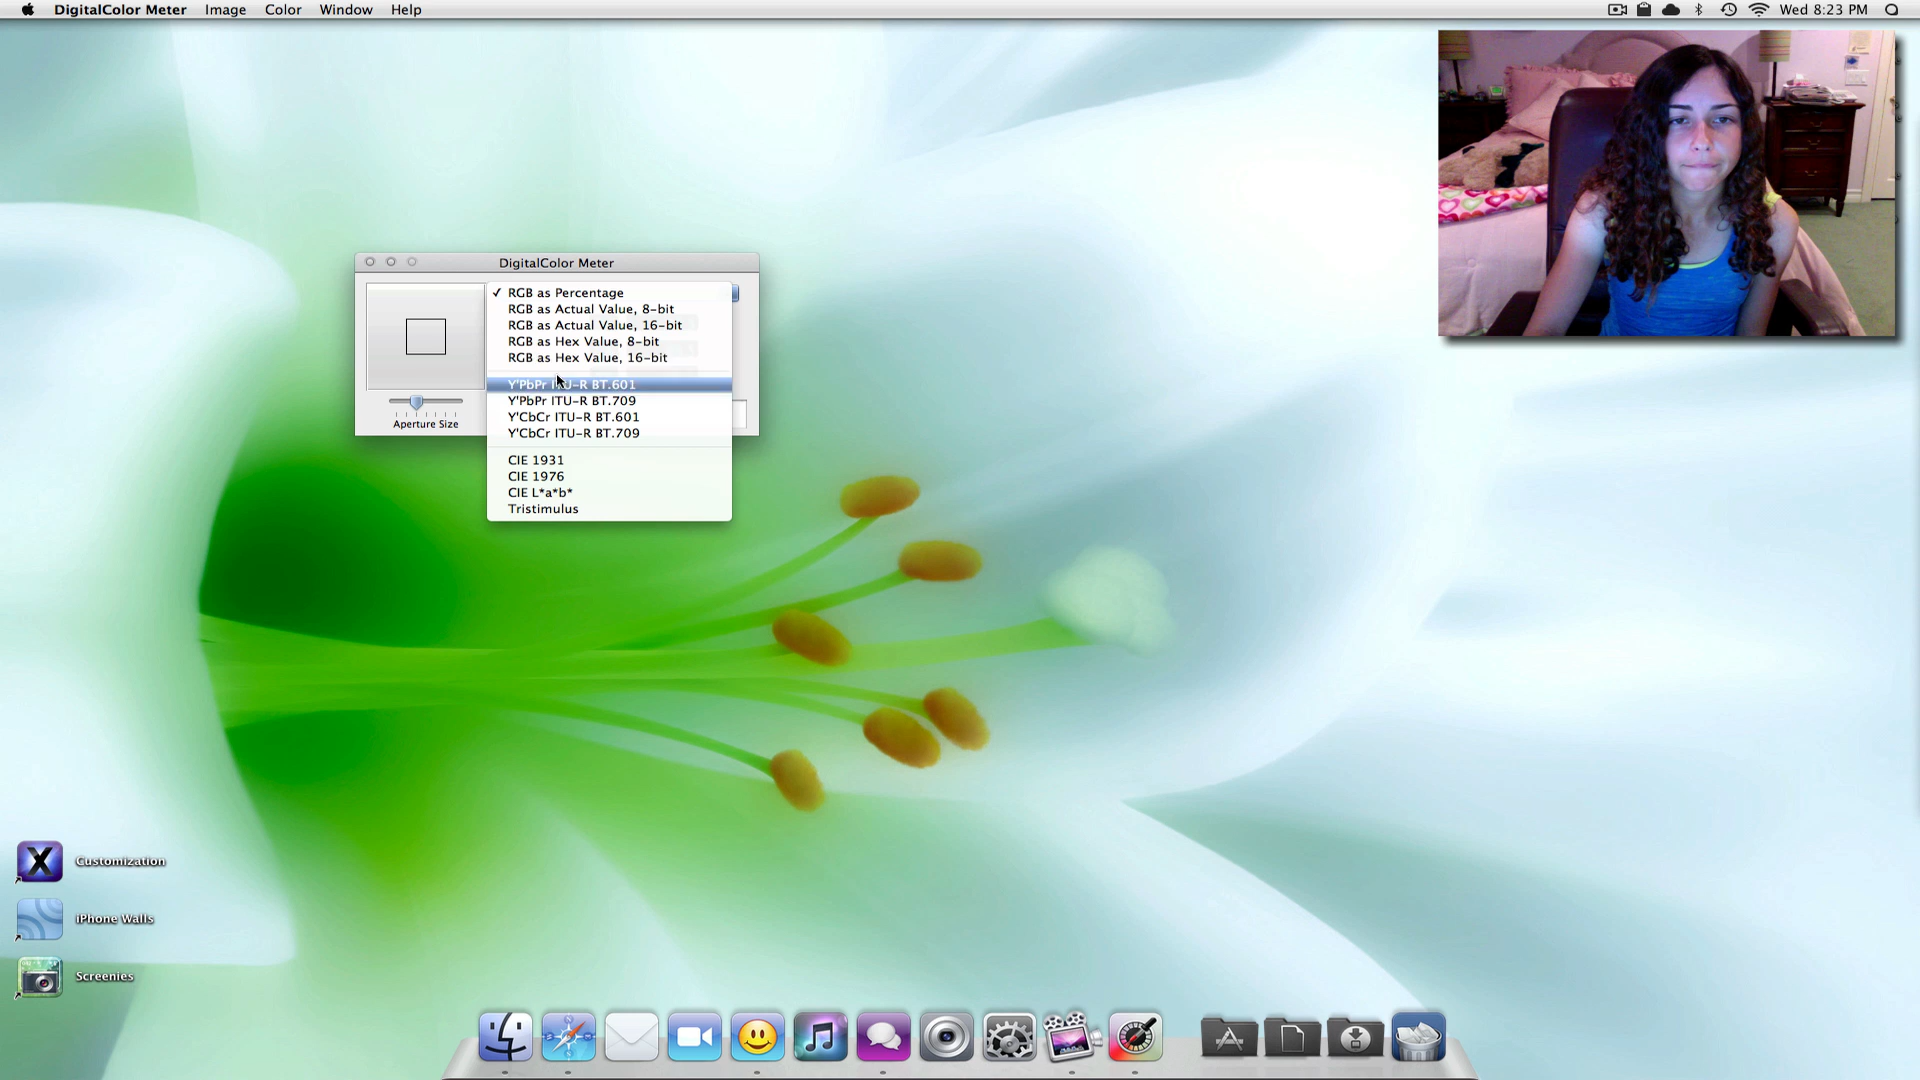 DigitalColor Meter Image Color Window Help Wed 8:23 PM
DigitalColor Meter
✓ RGB as Percentage
RGB as Actual Value, 8-bit
RGB as Actual Value, 16-bit
RGB as Hex Value, 8-bit
RGB as Hex Value, 16-bit
Y'PbPr ITU-R BT.601
Y'PbPr ITU-R BT.709
Y'CbCr ITU-R BT.601
Y'CbCr ITU-R BT.709
CIE 1931
CIE 1976
CIE L*a*b*
Tristimulus
Aperture Size
Customization
iPhone Walls
Screenies